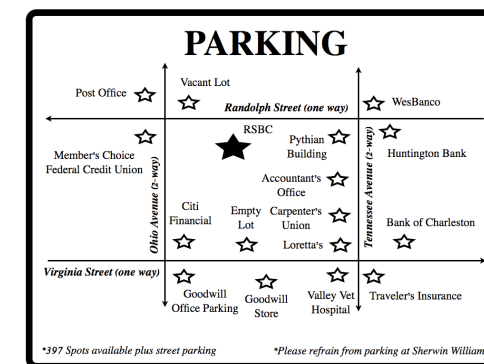 PARKING
Vacant Lot
Post Office
WesBanco
Randolph Street (one way)
RSBC
Member's Choice
Federal Credit Union
Pythian
Building
Huntington Bank
Accountant's
Office
Ohio Avenue (2-way)
Tennessee Avenue (2-way)
Citi
Financial
Empty
Lot
Carpenter's
Union
Bank of Charleston
Loretta's
Virginia Street (one way)
Goodwill
Office Parking
Goodwill
Store
Valley Vet
Hospital
Traveler's Insurance
*397 Spots available plus street parking
*Please refrain from parking at Sherwin William